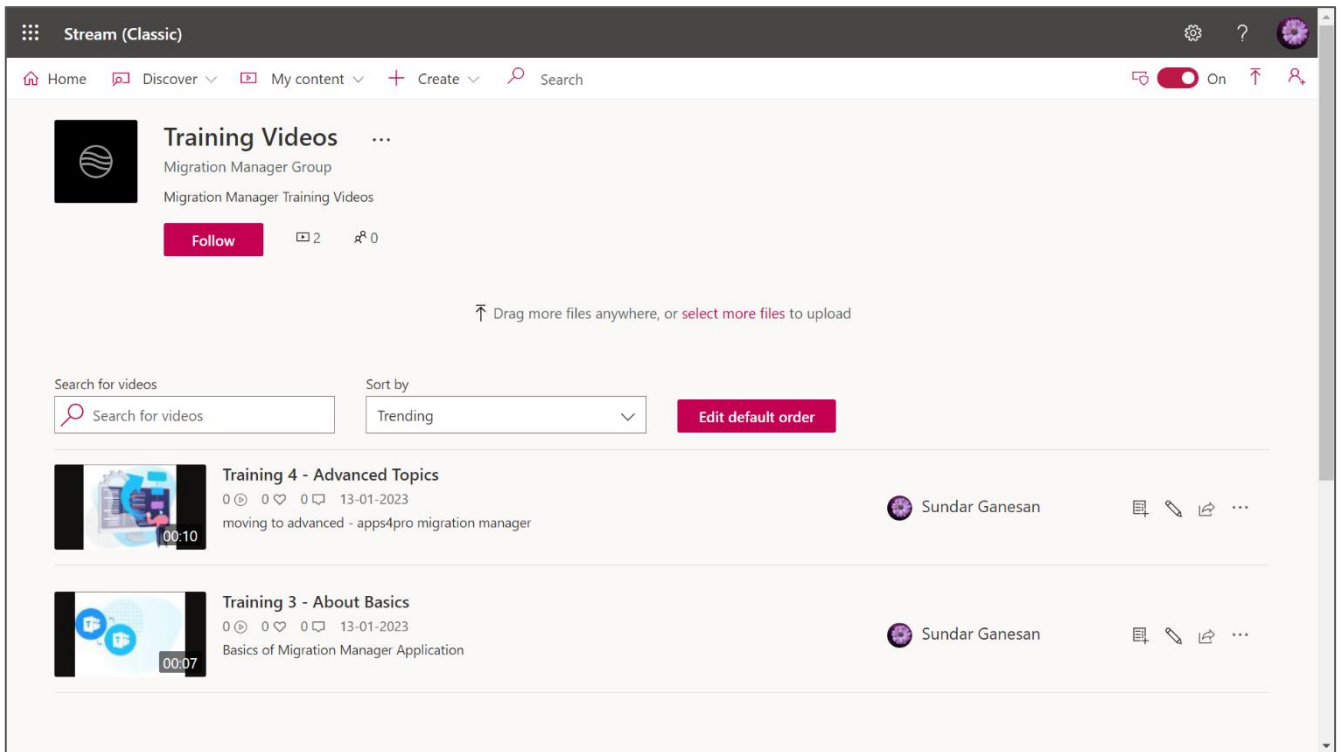 Stream (Classic)
?
Home Discover My content Create Search On
Training Videos ...
Migration Manager Group
Migration Manager Training Videos
Follow 2 0
Drag more files anywhere, or select more files to upload
Search for videos Sort by
Search for videos Trending Edit default order
Training 4 - Advanced Topics
0 0 0 13-01-2023
moving to advanced - apps4pro migration manager
00:10
Sundar Ganesan
Training 3 - About Basics
0 0 0 13-01-2023
Basics of Migration Manager Application
00:07
Sundar Ganesan